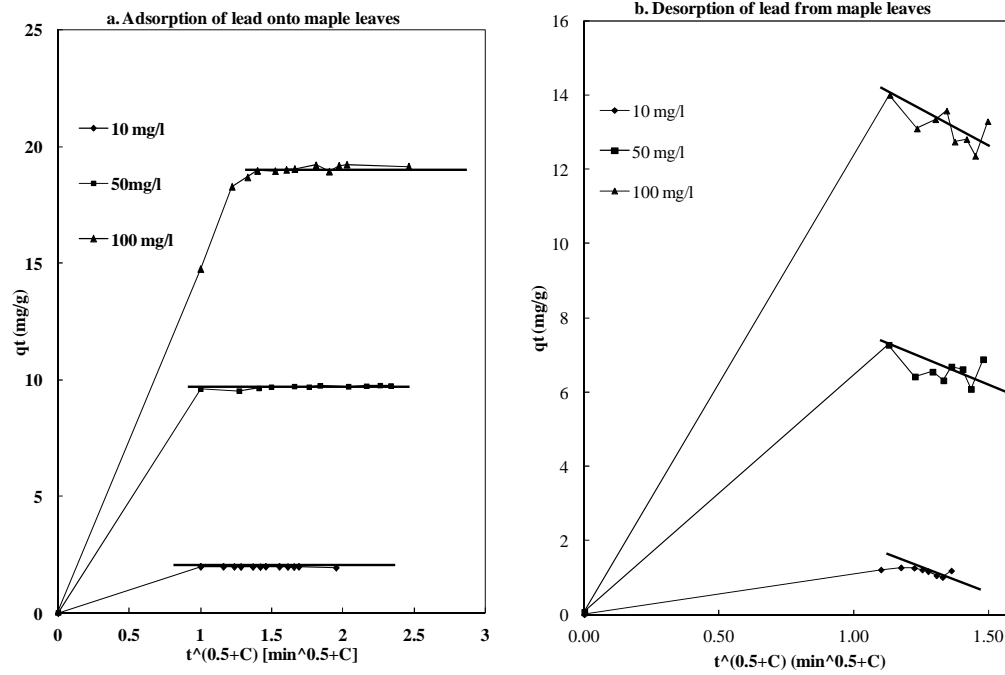 a. Adsorption of lead onto maple leaves
25
20
15
10
5
0
qt (mg/g)
10 mg/l
50mg/l
100 mg/l
0
0.5
1
1.5
2
2.5
3
t^(0.5+C) [min^0.5+C]
b. Desorption of lead from maple leaves
16
14
12
10
8
6
4
2
0
qt (mg/g)
10 mg/l
50 mg/l
100 mg/l
0.00
0.50
1.00
1.50
t^(0.5+C) (min^0.5+C)